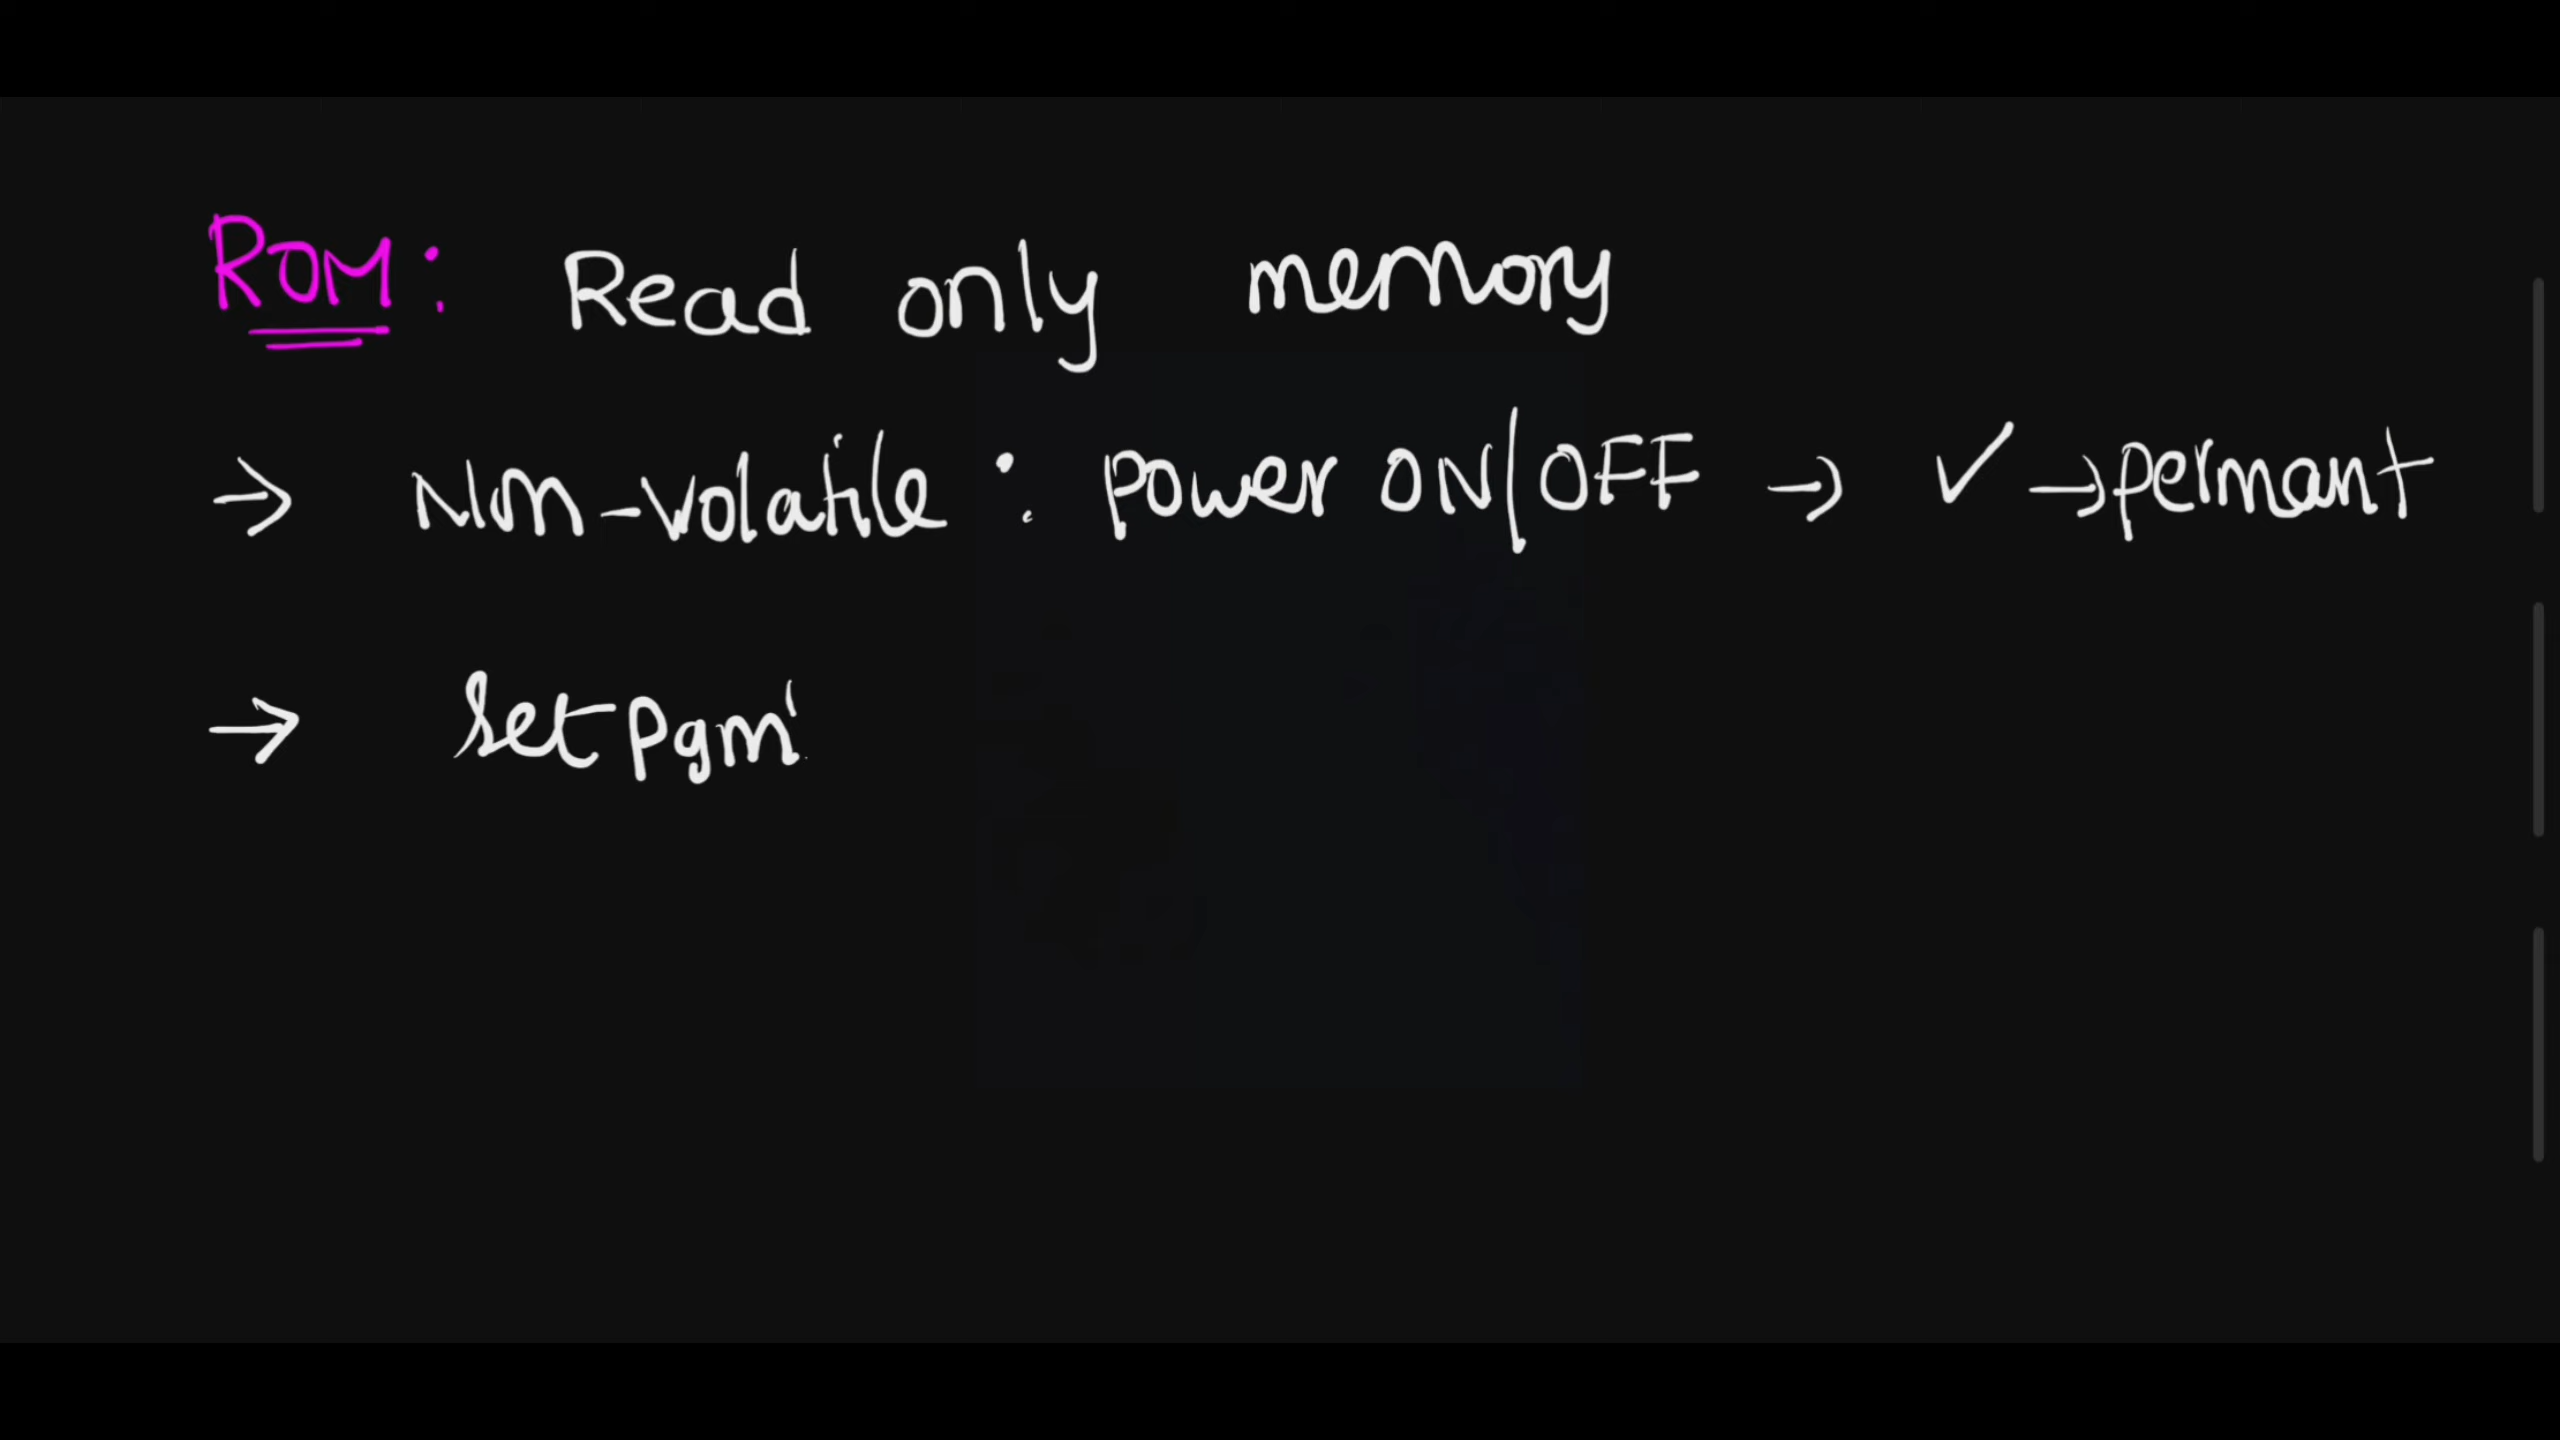 ROM: Read only memory
→ Non-volatile : power ON/OFF → ✓ → permant
→ set pgm'